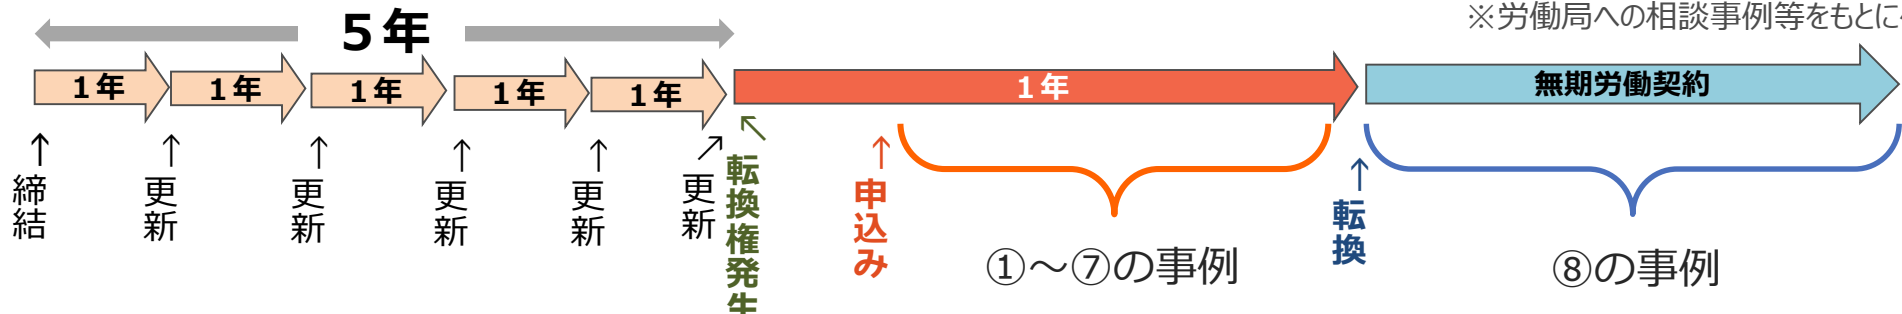 ※労働局への相談事例等をもとに
5年
1年
1年
1年
1年
1年
1年
無期労働契約
↑
締結
↑
更新
↑
更新
↑
更新
↑
更新
↗
更新
↖
転換権発生
↑
申込み
①～⑦の事例
↑
転換
⑧の事例